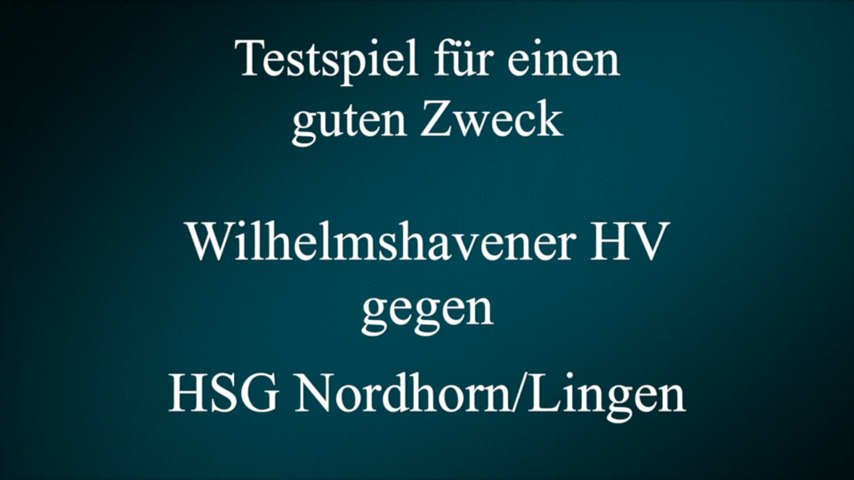 Testspiel für einen
guten Zweck
Wilhelmshavener HV
gegen
HSG Nordhorn/Lingen